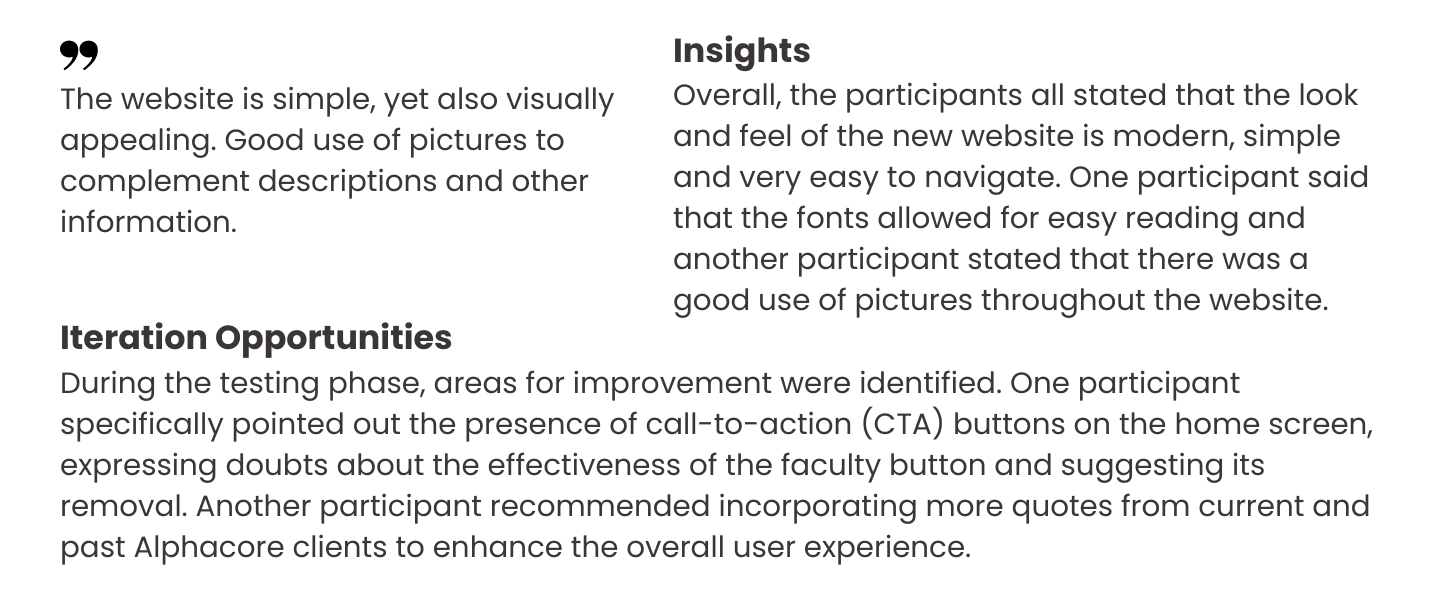 ❟❟
The website is simple, yet also visually
appealing. Good use of pictures to
complement descriptions and other
information.
Insights
Overall, the participants all stated that the look
and feel of the new website is modern, simple
and very easy to navigate. One participant said
that the fonts allowed for easy reading and
another participant stated that there was a
good use of pictures throughout the website.
Iteration Opportunities
During the testing phase, areas for improvement were identified. One participant
specifically pointed out the presence of call-to-action (CTA) buttons on the home screen,
expressing doubts about the effectiveness of the faculty button and suggesting its
removal. Another participant recommended incorporating more quotes from current and
past Alphacore clients to enhance the overall user experience.